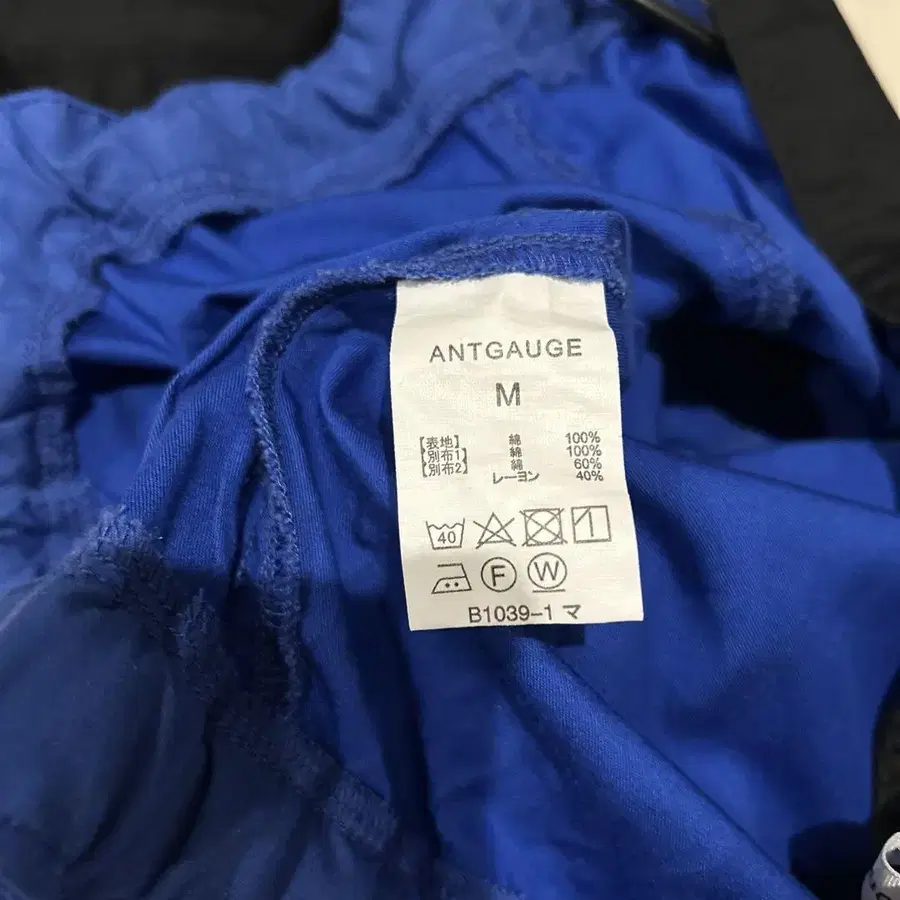 ANTGAUGE
M
【表地】 綿 100%
【別布1】 綿 100%
【別布2】 綿 60%
レーヨン 40%
40
F W
B1039-1 マ